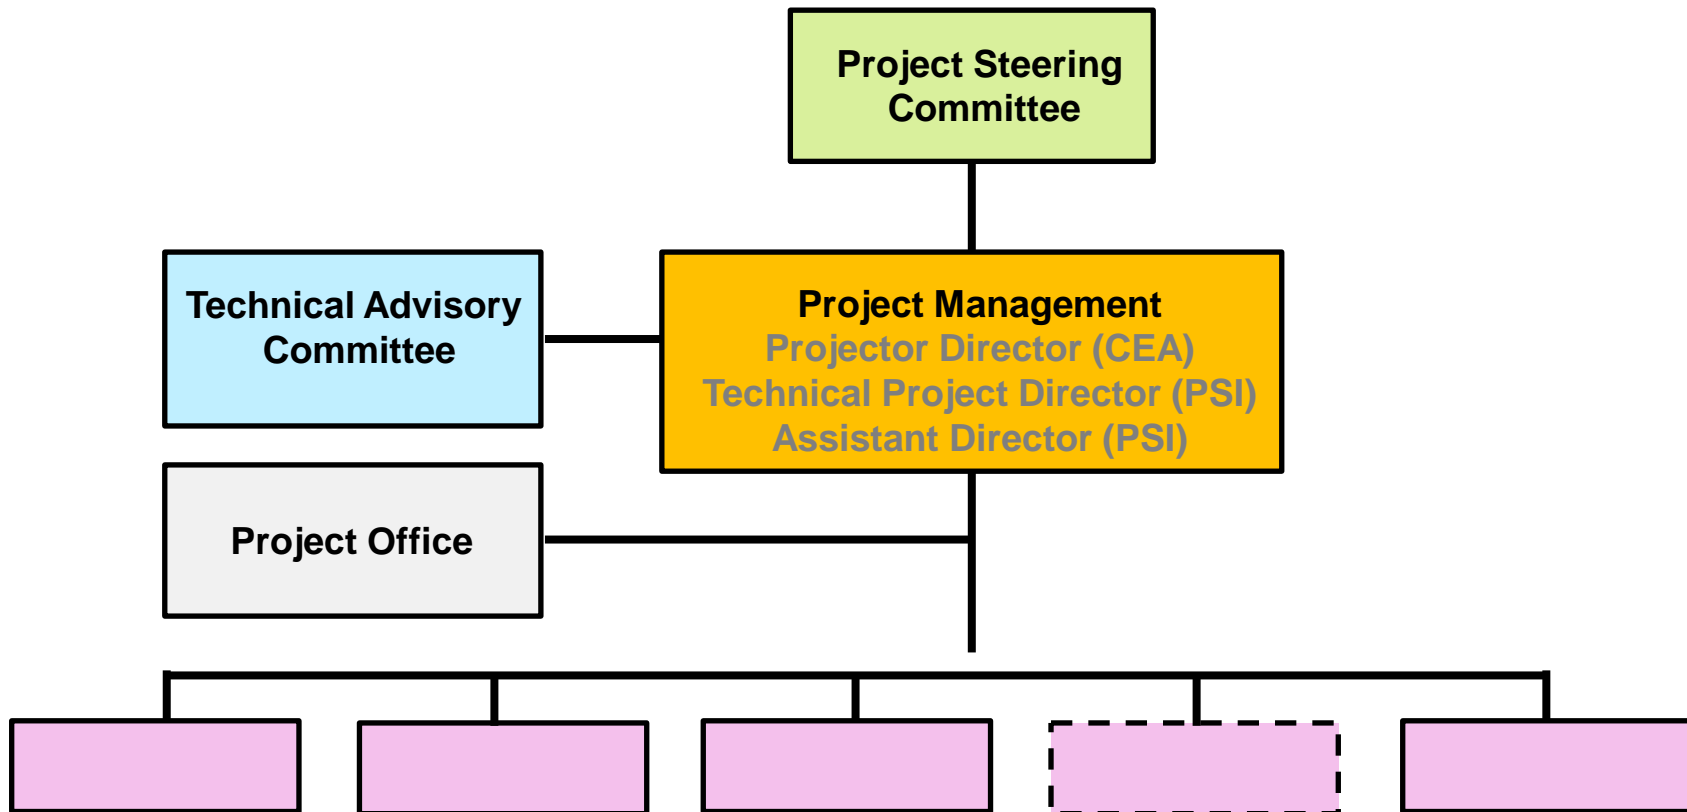 Project Steering
Committee
Technical Advisory
Committee
Project Management
Projector Director (CEA)
Technical Project Director (PSI)
Assistant Director (PSI)
Project Office